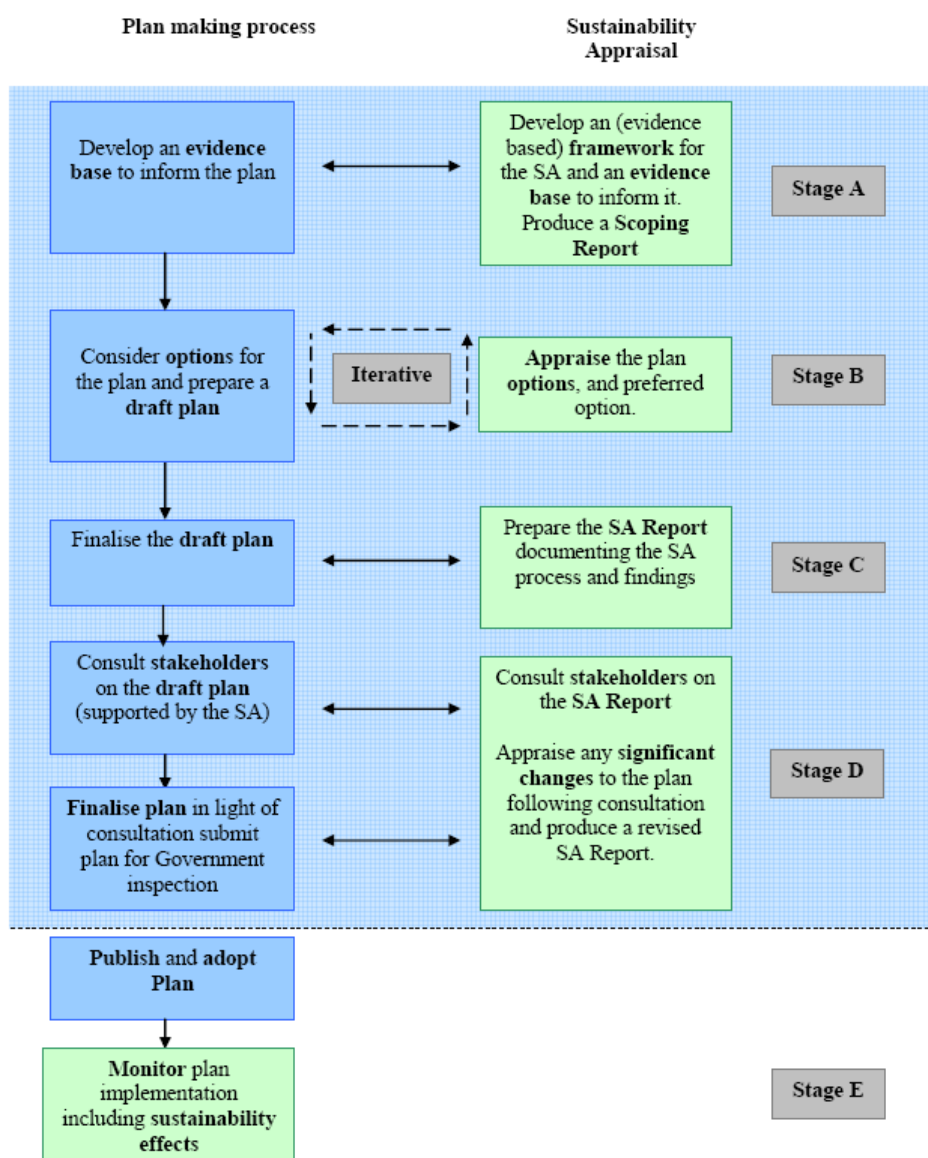 Plan making process
Sustainability
Appraisal
Develop an evidence
base to inform the plan
Develop an (evidence
based) framework for
the SA and an evidence
base to inform it.
Produce a Scoping
Report
Stage A
Consider options for
the plan and prepare a
draft plan
Iterative
Appraise the plan
options, and preferred
option.
Stage B
Finalise the draft plan
Prepare the SA Report
documenting the SA
process and findings
Stage C
Consult stakeholders
on the draft plan
(supported by the SA)
Consult stakeholders on
the SA Report
Appraise any significant
changes to the plan
following consultation
and produce a revised
SA Report.
Stage D
Finalise plan in light of
consultation submit
plan for Government
inspection
Publish and adopt
Plan
Monitor plan
implementation
including sustainability
effects
Stage E